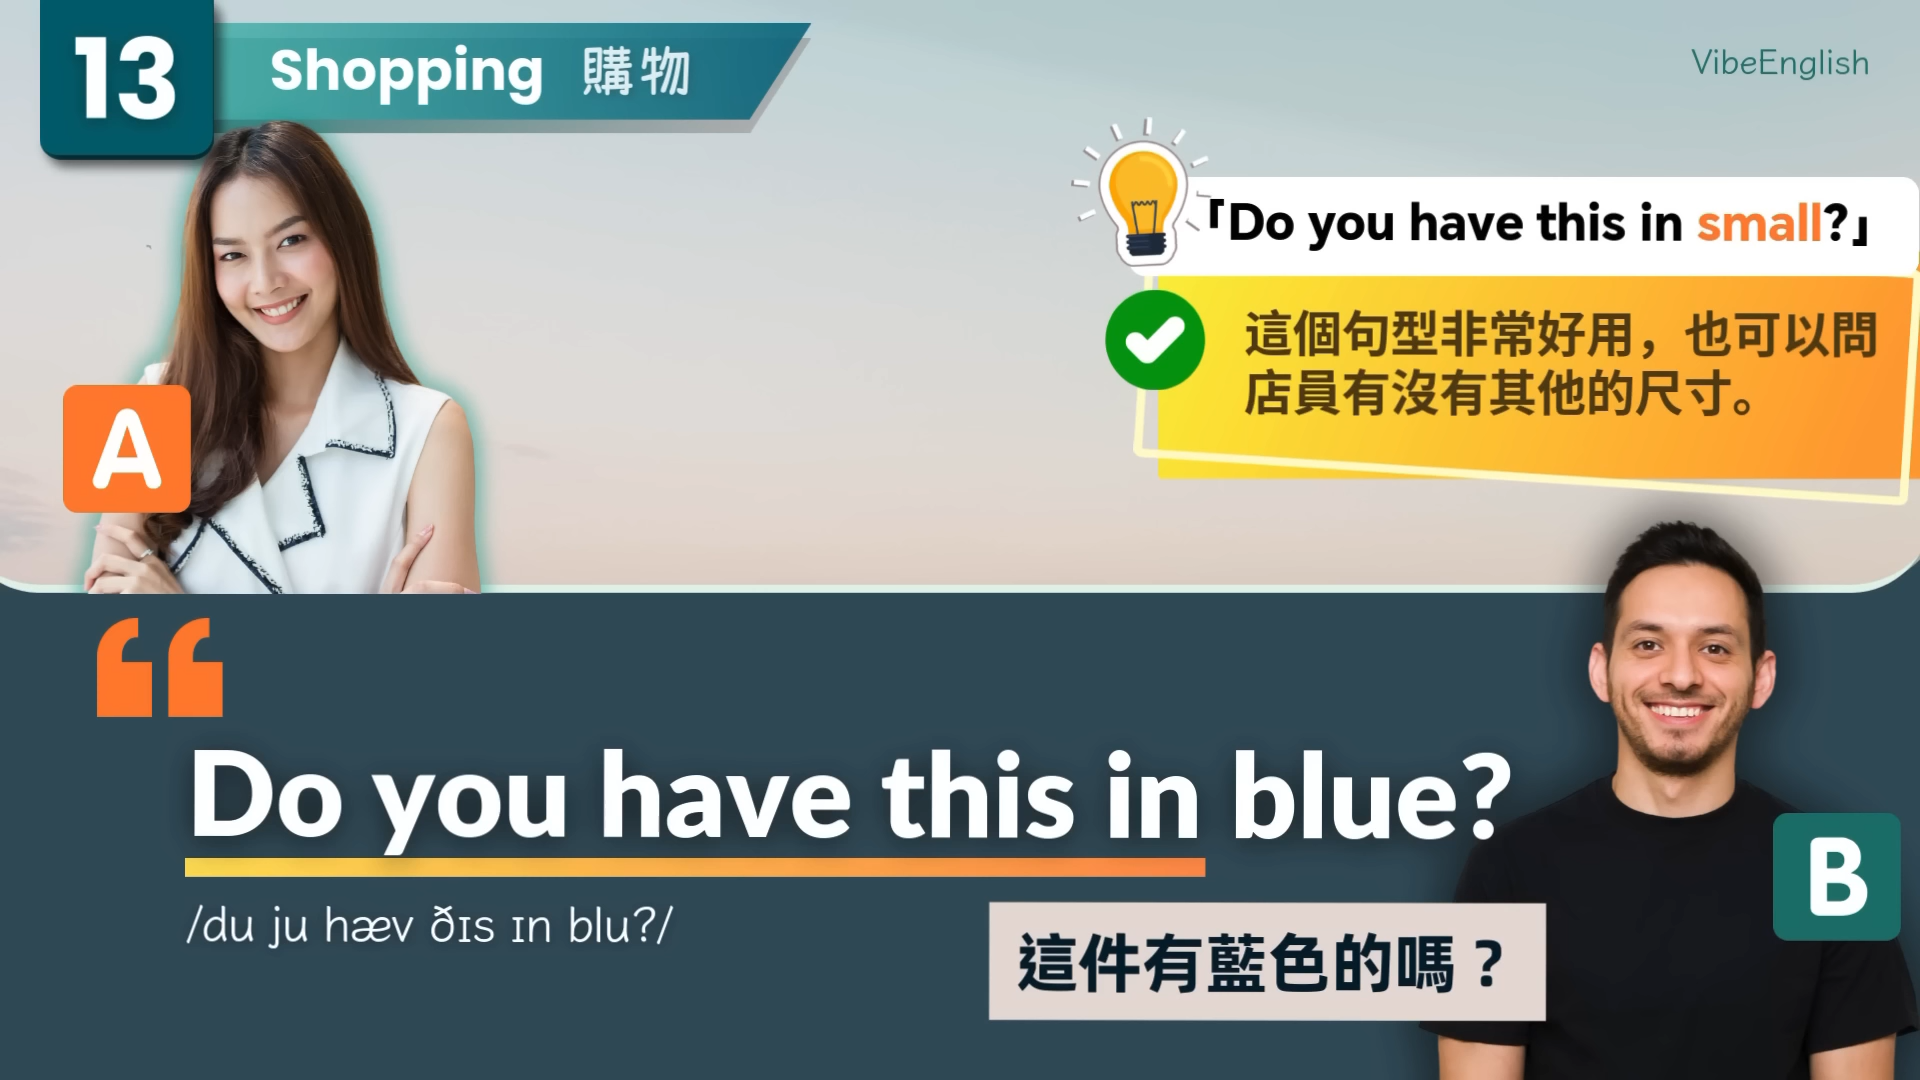 13
Shopping 購物
VibeEnglish
「Do you have this in small?」
這個句型非常好用，也可以問
店員有沒有其他的尺寸。
A
Do you have this in blue?
/du ju hæv ðɪs ɪn blu?/
B
這件有藍色的嗎？